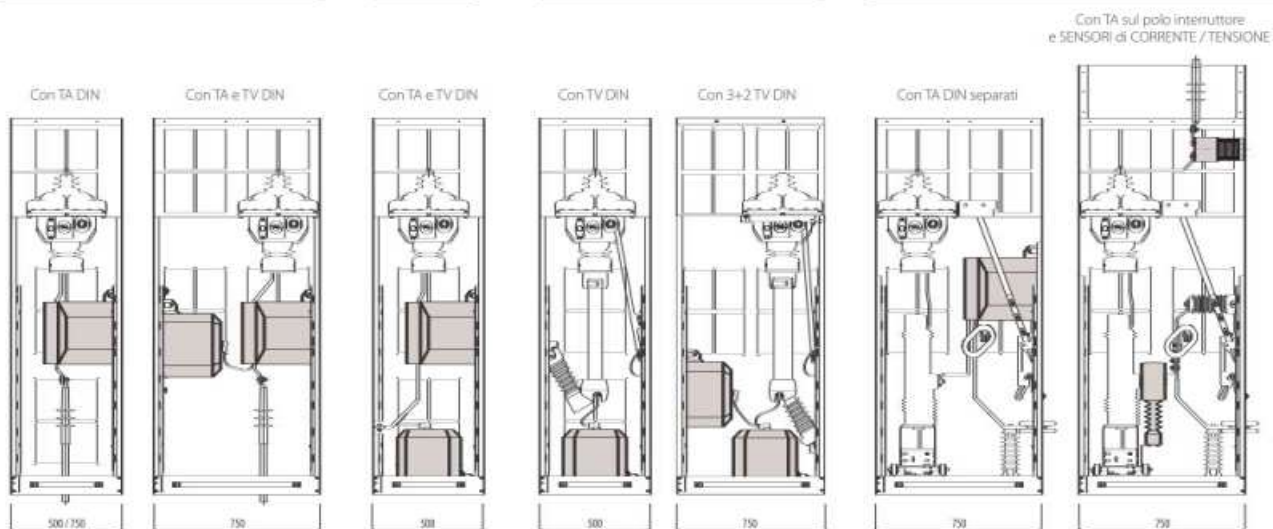 Con TA sul polo interruttore
e SENSORI di CORRENTE / TENSIONE
Con TA DIN
Con TA e TV DIN
Con TA e TV DIN
Con TV DIN
Con 3+2 TV DIN
Con TA DIN separati
500 / 750
750
500
500
750
750
750